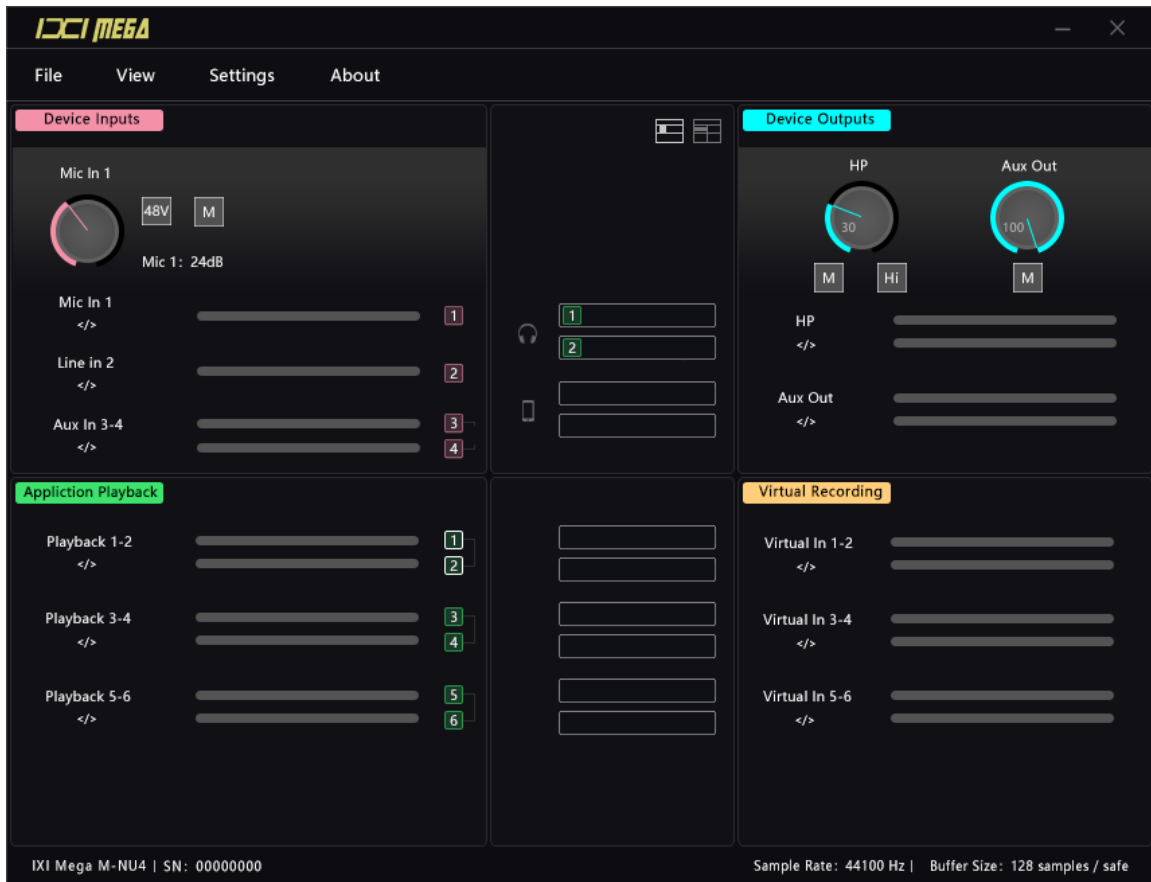 IXI MEGA
File View Settings About
Device Inputs
Mic In 1
48V M
Mic 1: 24dB
Mic In 1
</>
1
Line in 2
</>
2
Aux In 3-4
</>
3
4
1
2
Device Outputs
HP Aux Out
30 100
M Hi M
HP
</>
Aux Out
</>
Appliction Playback
Playback 1-2
</>
1
2
Playback 3-4
</>
3
4
Playback 5-6
</>
5
6
Virtual Recording
Virtual In 1-2
</>
Virtual In 3-4
</>
Virtual In 5-6
</>
IXI Mega M-NU4 | SN: 00000000
Sample Rate: 44100 Hz | Buffer Size: 128 samples / safe